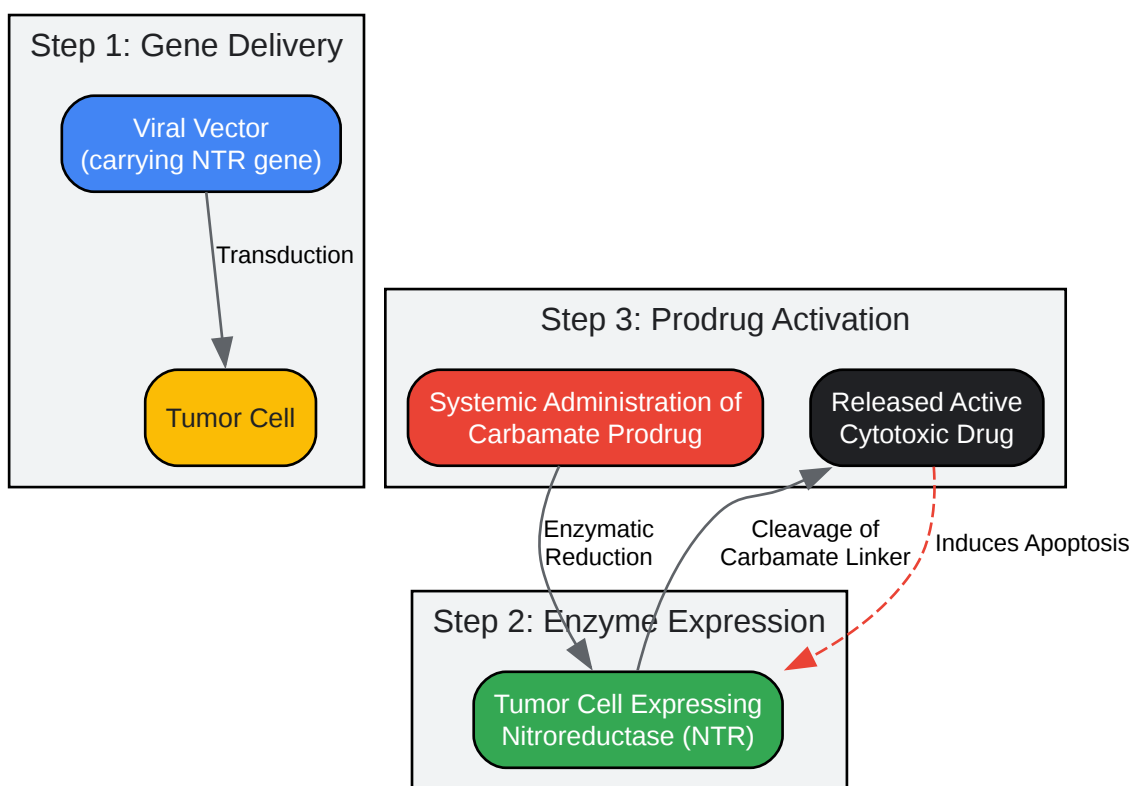 Step 1: Gene Delivery
Viral Vector
(carrying NTR gene)
Transduction
Tumor Cell
Step 3: Prodrug Activation
Systemic Administration of
Carbamate Prodrug
Released Active
Cytotoxic Drug
Enzymatic
Reduction
Cleavage of
Carbamate Linker
Induces Apoptosis
Step 2: Enzyme Expression
Tumor Cell Expressing
Nitroreductase (NTR)